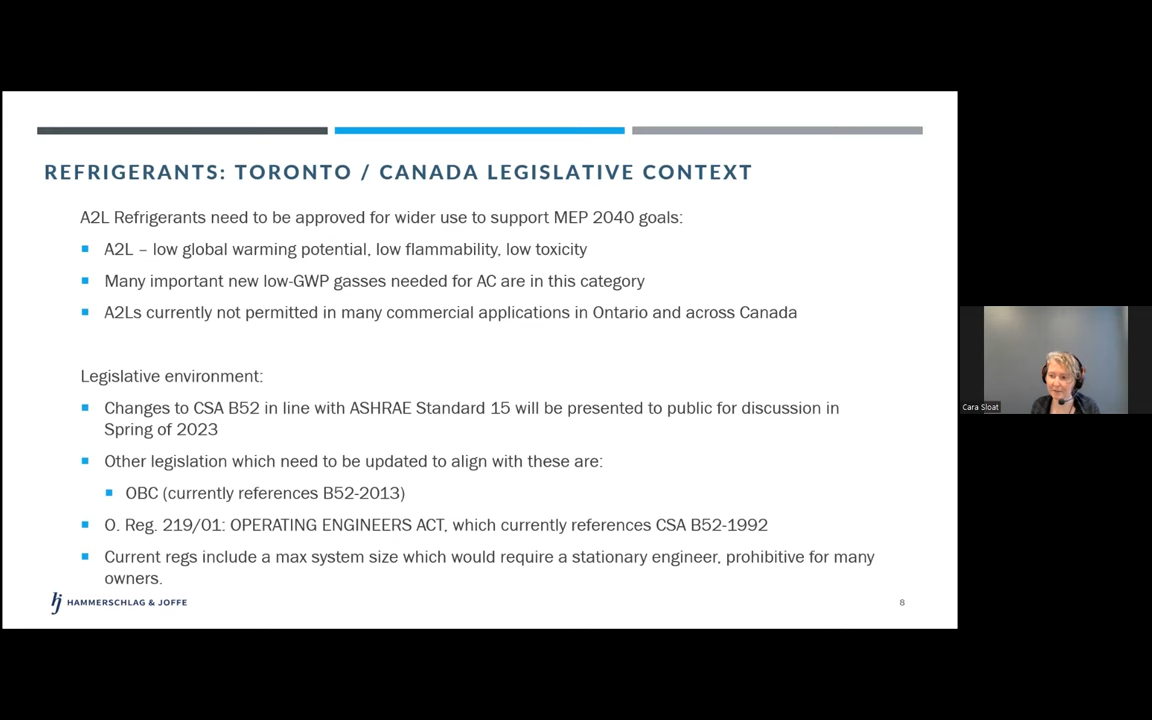 REFRIGERANTS: TORONTO / CANADA LEGISLATIVE CONTEXT
A2L Refrigerants need to be approved for wider use to support MEP 2040 goals:
A2L – low global warming potential, low flammability, low toxicity
Many important new low-GWP gasses needed for AC are in this category
A2Ls currently not permitted in many commercial applications in Ontario and across Canada
Legislative environment:
Changes to CSA B52 in line with ASHRAE Standard 15 will be presented to public for discussion in
Spring of 2023
Other legislation which need to be updated to align with these are:
OBC (currently references B52-2013)
O. Reg. 219/01: OPERATING ENGINEERS ACT, which currently references CSA B52-1992
Current regs include a max system size which would require a stationary engineer, prohibitive for many
owners.
hj HAMMERSCHLAG & JOFFE
8
Cara Sloat